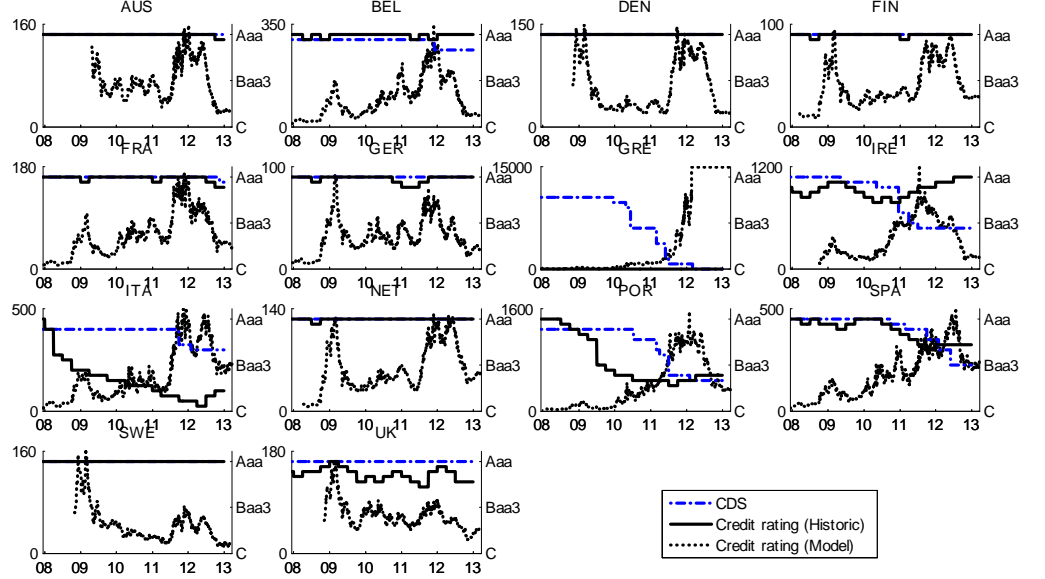 AUS BEL DEN FIN
160 Aaa 350 Aaa 150 Aaa 100 Aaa
Baa3 Baa3 Baa3 Baa3
0 C 0 C 0 C 0 C
08 09 10 11 12 13 08 09 10 11 12 13 08 09 10 11 12 13 08 09 10 11 12 13
FRA GER GRE IRE
180 Aaa 100 Aaa 15000 Aaa 1200 Aaa
Baa3 Baa3 Baa3 Baa3
0 C 0 C 0 C 0 C
08 09 10 11 12 13 08 09 10 11 12 13 08 09 10 11 12 13 08 09 10 11 12 13
ITA NET POR SPA
500 Aaa 140 Aaa 1600 Aaa 500 Aaa
Baa3 Baa3 Baa3 Baa3
0 C 0 C 0 C 0 C
08 09 10 11 12 13 08 09 10 11 12 13 08 09 10 11 12 13 08 09 10 11 12 13
SWE UK
160 Aaa 180 Aaa
Baa3 Baa3
0 C 0 C
08 09 10 11 12 13 08 09 10 11 12 13
CDS
Credit rating (Historic)
Credit rating (Model)